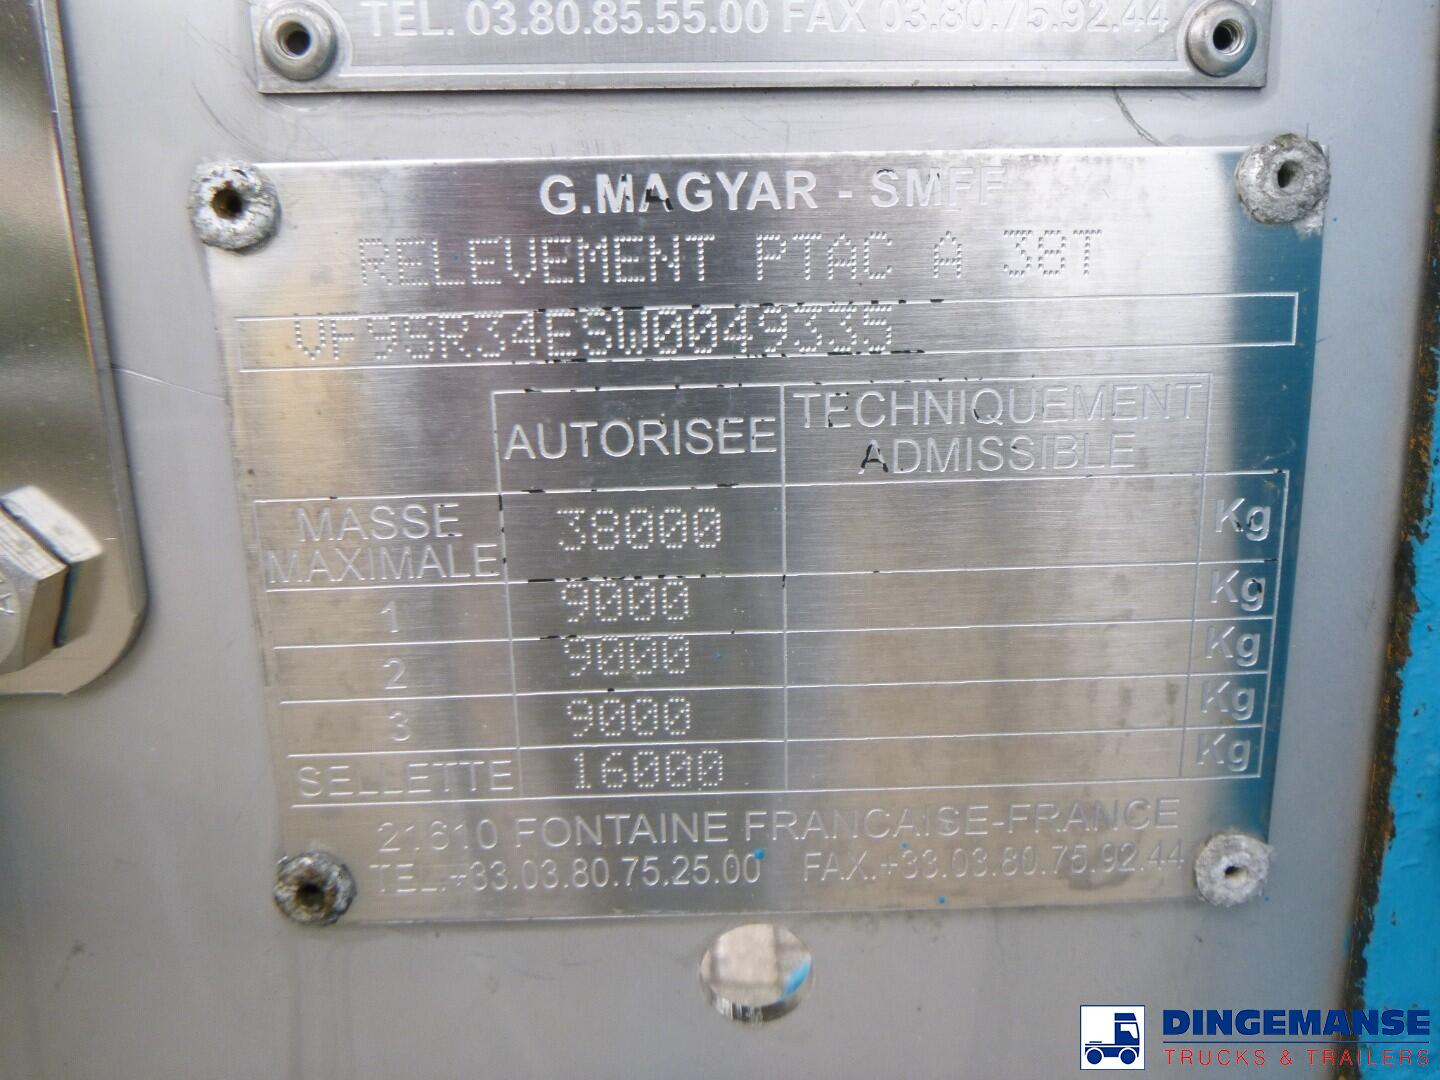 TEL. 03.80.85.55.00 FAX 03.80.75.92.44
G.MAGYAR - SMFF
RELEVEMENT PTAC A 38T
VF9SR34ESW0049335
AUTORISEE
TECHNIQUEMENT
ADMISSIBLE
MASSE
MAXIMALE
38000
Kg
1
9000
Kg
2
9000
Kg
3
9000
Kg
SELLETTE
16000
Kg
21610 FONTAINE FRANCAISE-FRANCE
TEL.+33.03.80.75.25.00 FAX.+33.03.80.75.92.44
DINGEMANSE
TRUCKS & TRAILERS